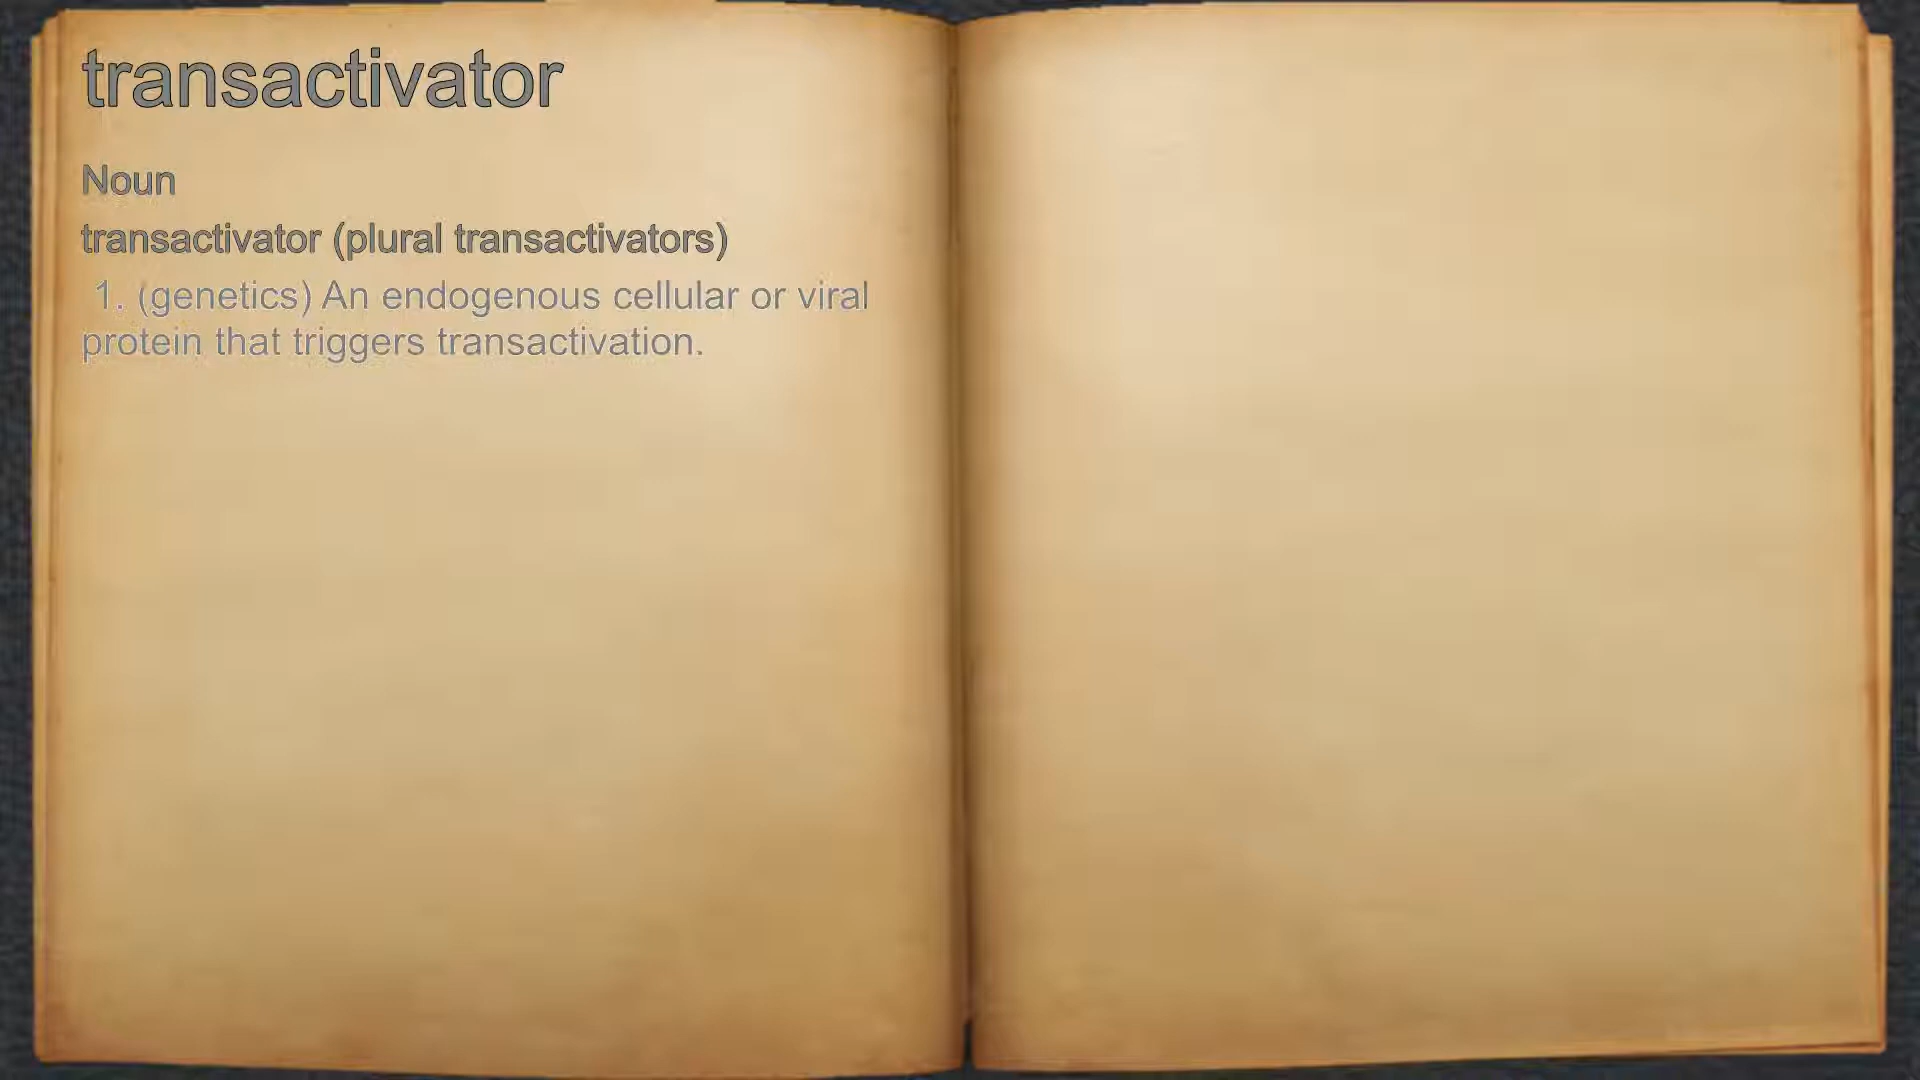 transactivator
Noun
transactivator (plural transactivators)
1. (genetics) An endogenous cellular or viral
protein that triggers transactivation.